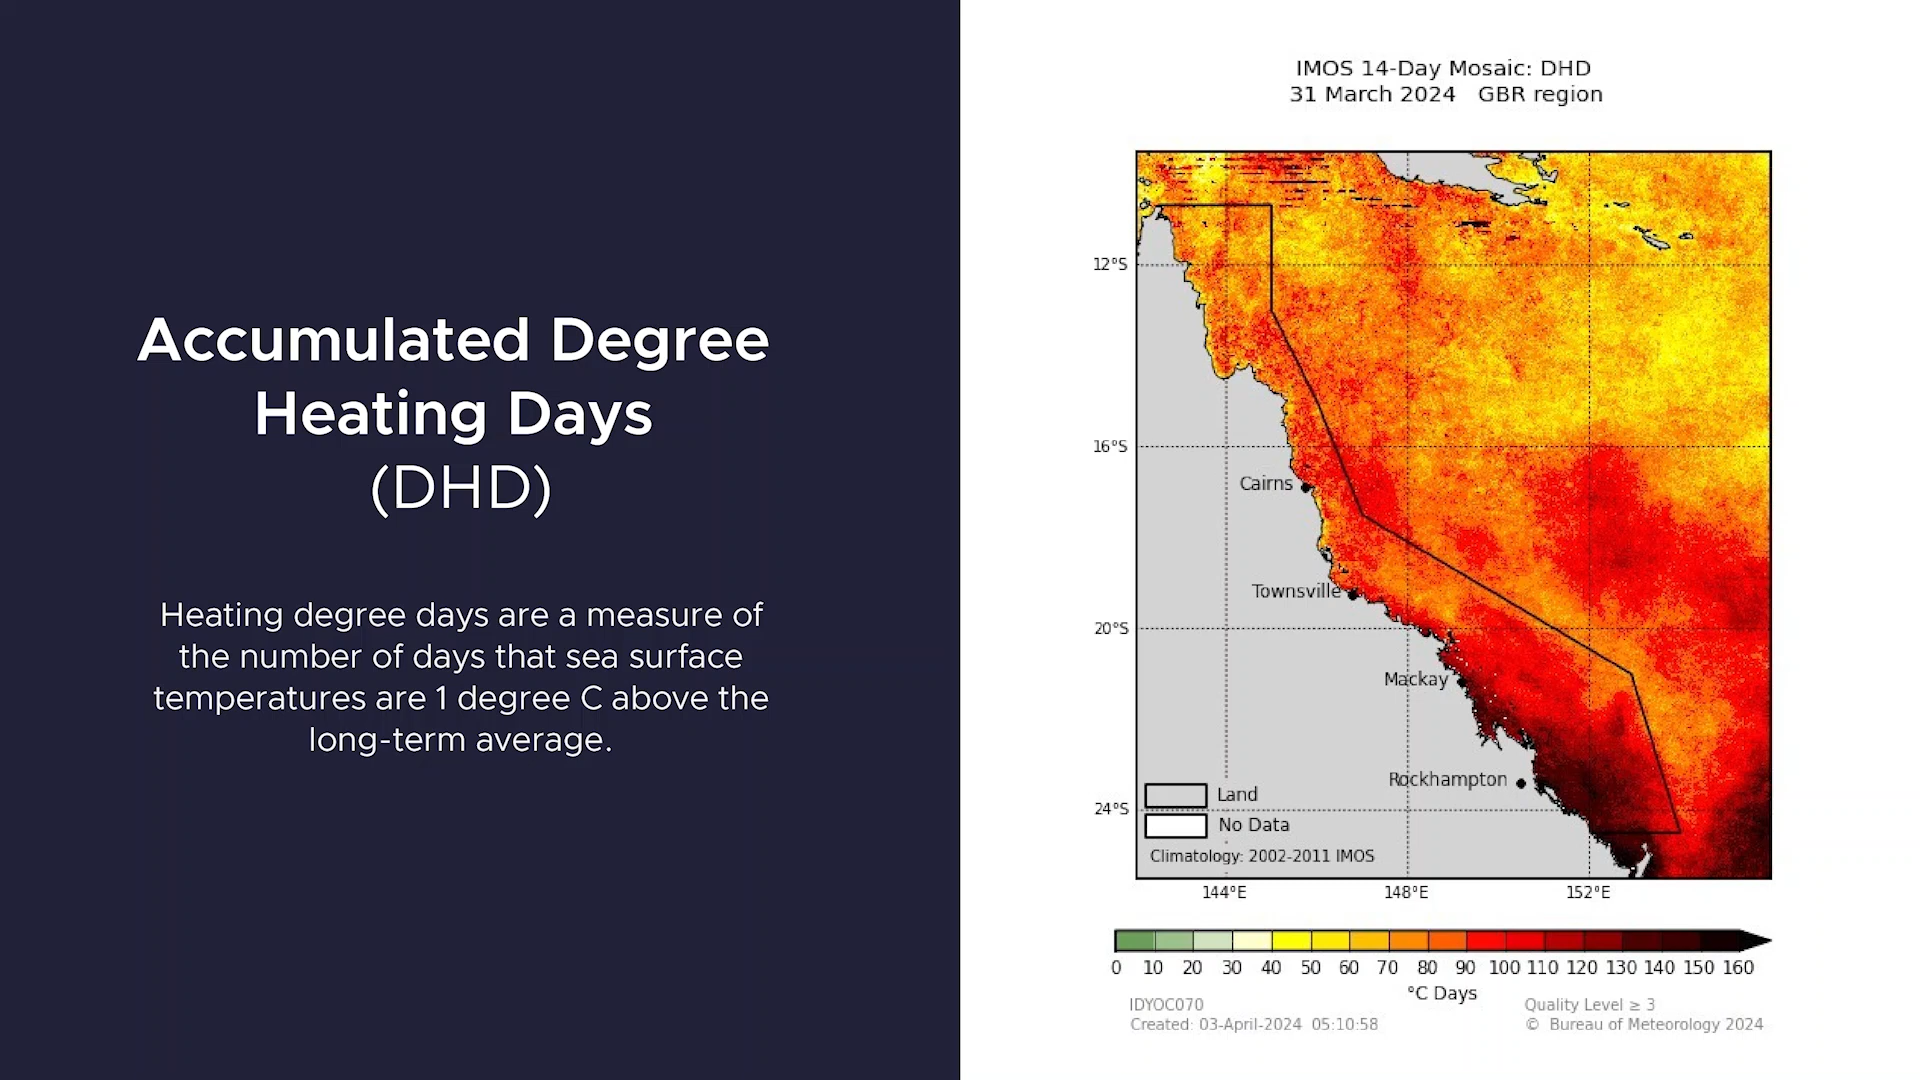 Accumulated Degree
Heating Days
(DHD)
Heating degree days are a measure of
the number of days that sea surface
temperatures are 1 degree C above the
long-term average.
IMOS 14-Day Mosaic: DHD
31 March 2024 GBR region
12°S
16°S
Cairns
Townsville
20°S
Mackay
Rockhampton
Land
24°S
No Data
Climatology: 2002-2011 IMOS
144°E 148°E 152°E
0 10 20 30 40 50 60 70 80 90 100 110 120 130 140 150 160
°C Days
IDYOC070 Quality Level ≥ 3
Created: 03-April-2024 05:10:58 © Bureau of Meteorology 2024